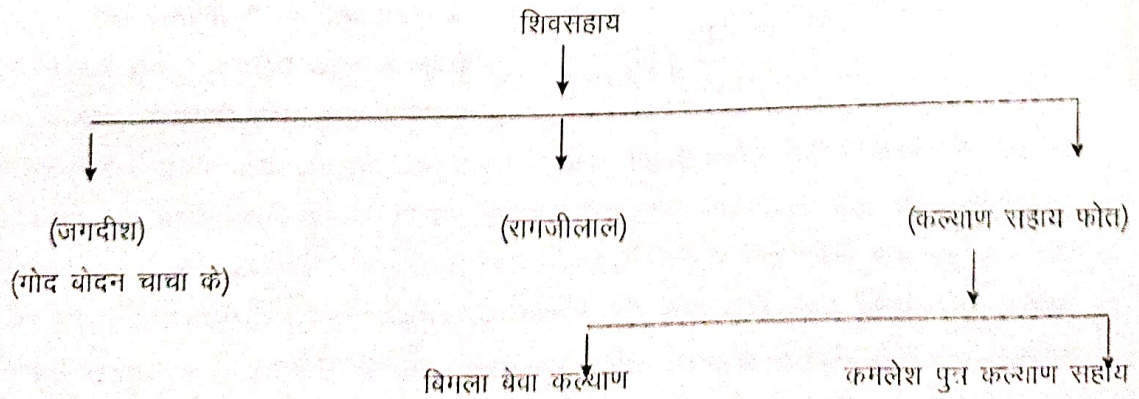 शिवसहाय
(जगदीश) (रामजीलाल) (कल्याण सहाय फोत)
(गोद बोदन चाचा के)
विमला बेवा कल्याण कमलेश पुत्र कल्याण सहाय